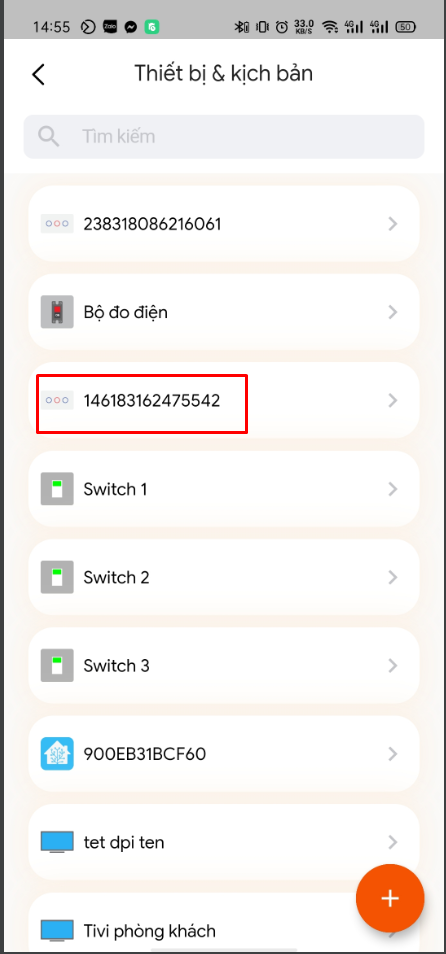 14:55 Zalo 33.0 KB/S 4G 4G 50
Thiết bị & kịch bản
Tìm kiếm
238318086216061
Bộ đo điện
146183162475542
Switch 1
Switch 2
Switch 3
900EB31BCF60
tet dpi ten
Tivi phòng khách